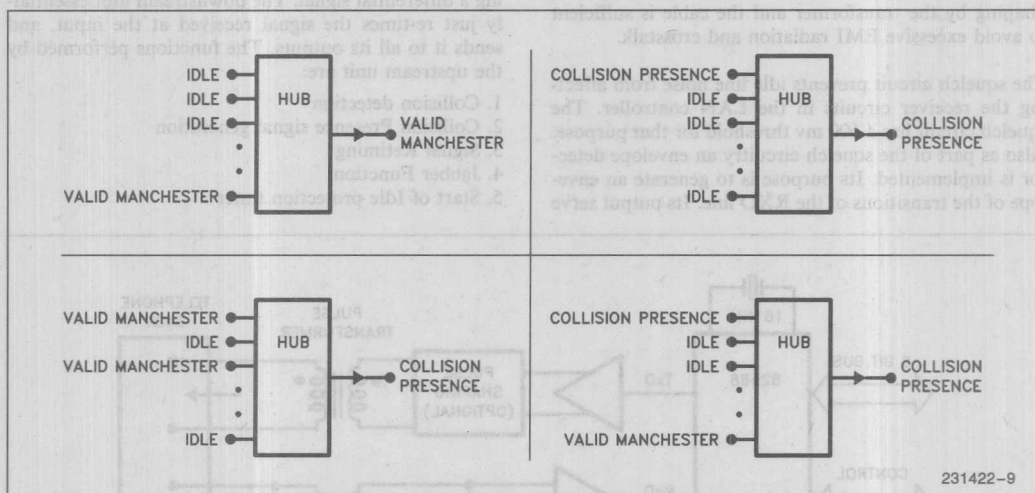 IDLE
IDLE
IDLE
VALID MANCHESTER
HUB
VALID
MANCHESTER
COLLISION PRESENCE
IDLE
IDLE
IDLE
HUB
COLLISION
PRESENCE
VALID MANCHESTER
IDLE
VALID MANCHESTER
IDLE
HUB
COLLISION
PRESENCE
COLLISION PRESENCE
IDLE
IDLE
VALID MANCHESTER
HUB
COLLISION
PRESENCE
231422-9